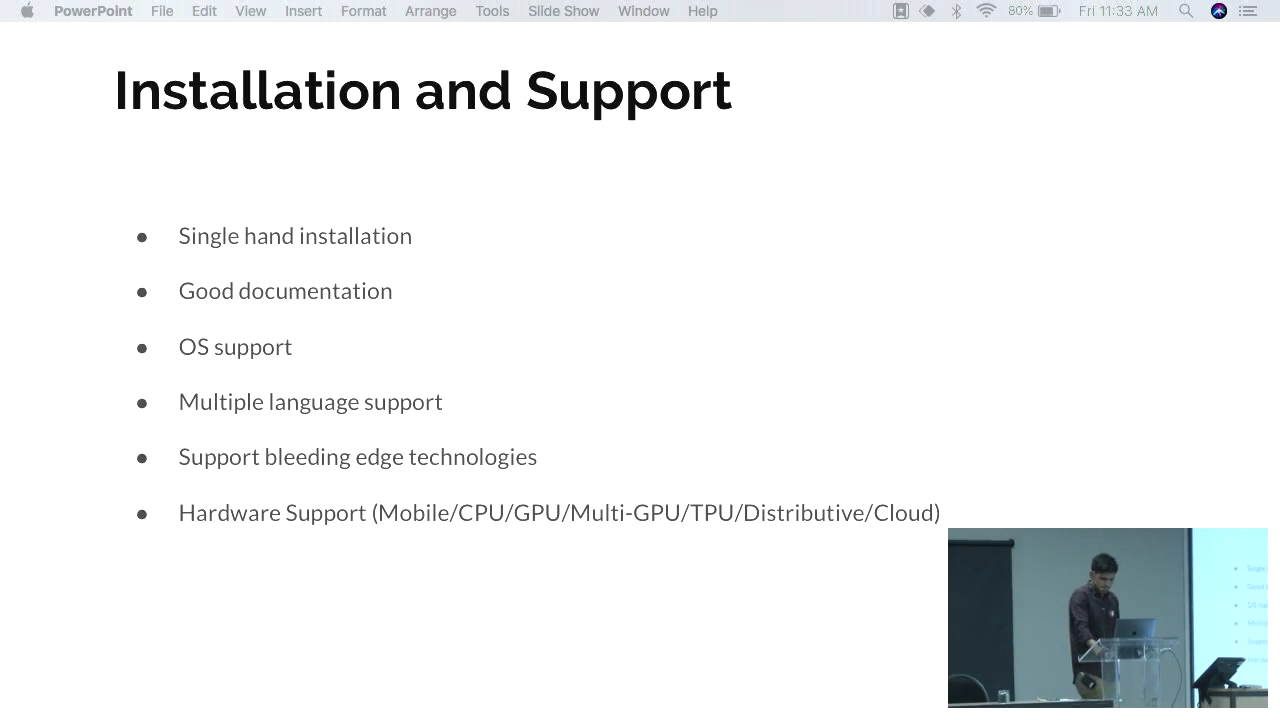 PowerPoint File Edit View Insert Format Arrange Tools Slide Show Window Help 80% Fri 11:33 AM
Installation and Support
● Single hand installation
● Good documentation
● OS support
● Multiple language support
● Support bleeding edge technologies
● Hardware Support (Mobile/CPU/GPU/Multi-GPU/TPU/Distributive/Cloud)